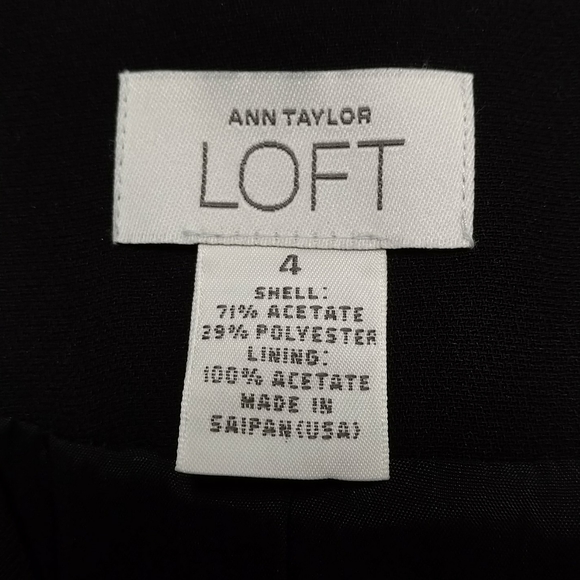 ANN TAYLOR
LOFT
4
SHELL:
71% ACETATE
29% POLYESTER
LINING:
100% ACETATE
MADE IN
SAIPAN(USA)